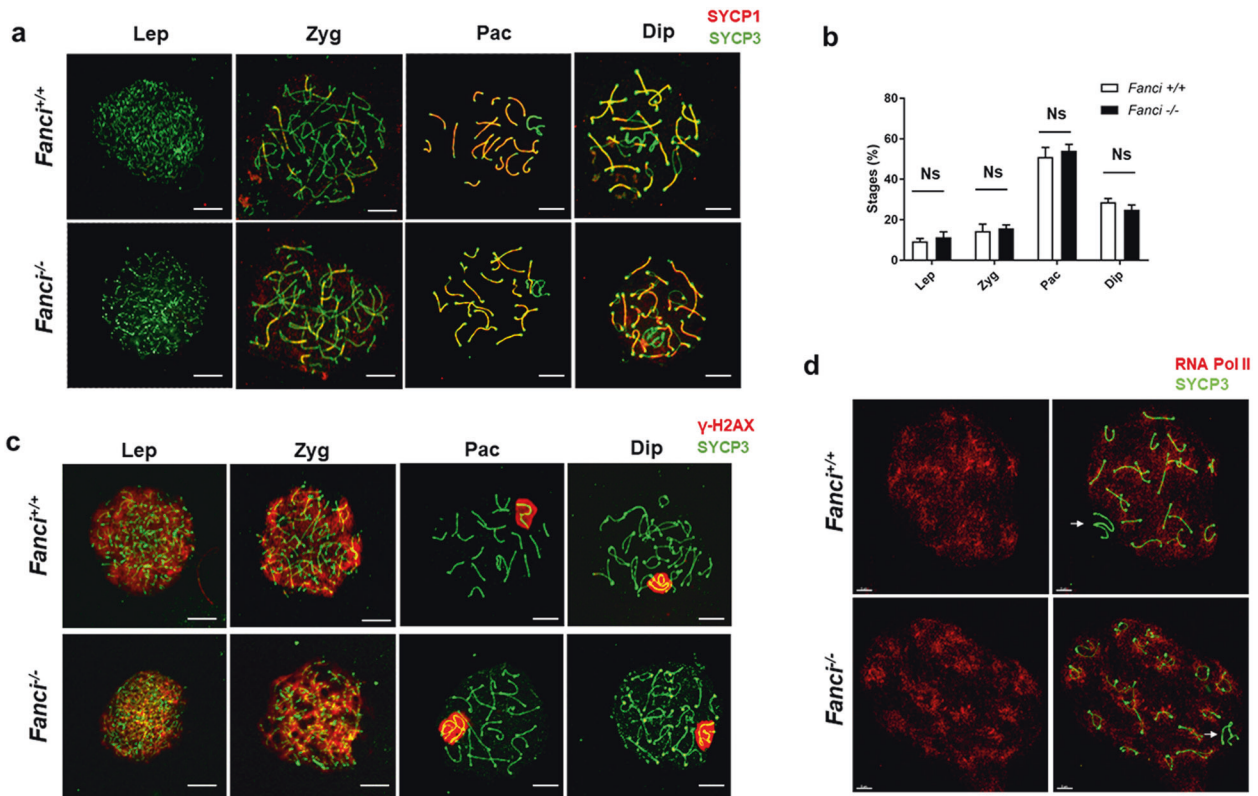 a
SYCP1
SYCP3
Lep Zyg Pac Dip
Fanci+/+
Fanci-/-
b
Fanci +/+
Fanci -/-
Stages (%)
80
60
40
20
0
Ns
Ns
Ns
Ns
Lep
Zyg
Pac
Dip
c
γ-H2AX
SYCP3
Lep Zyg Pac Dip
Fanci+/+
Fanci-/-
d
RNA Pol II
SYCP3
Fanci+/+
Fanci-/-